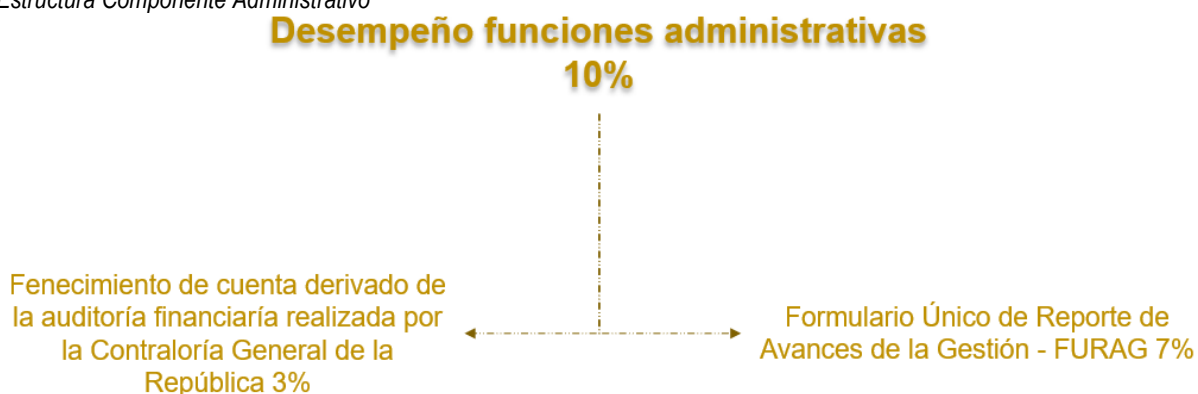 Estructura Componente Administrativo
Desempeño funciones administrativas
10%
Fenecimiento de cuenta derivado de
la auditoría financiaría realizada por
la Contraloría General de la
República 3%
Formulario Único de Reporte de
Avances de la Gestión - FURAG 7%